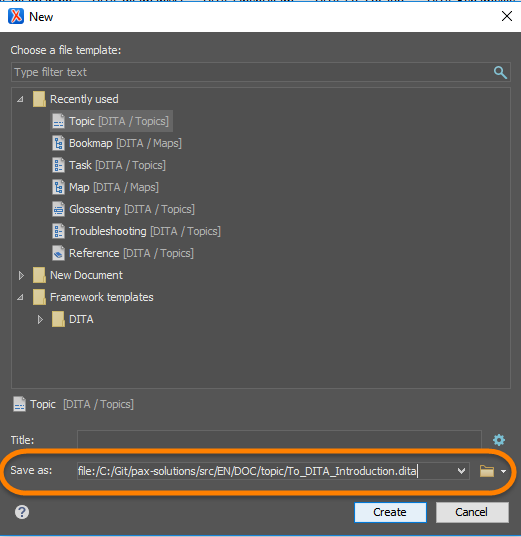 New
Choose a file template:
Type filter text
Recently used
Topic [DITA / Topics]
Bookmap [DITA / Maps]
Task [DITA / Topics]
Map [DITA / Maps]
Glossentry [DITA / Topics]
Troubleshooting [DITA / Topics]
Reference [DITA / Topics]
New Document
Framework templates
DITA
Topic [DITA / Topics]
Title:
Save as: file:/C:/Git/pax-solutions/src/EN/DOC/topic/To_DITA_Introduction.dita
?
Create Cancel